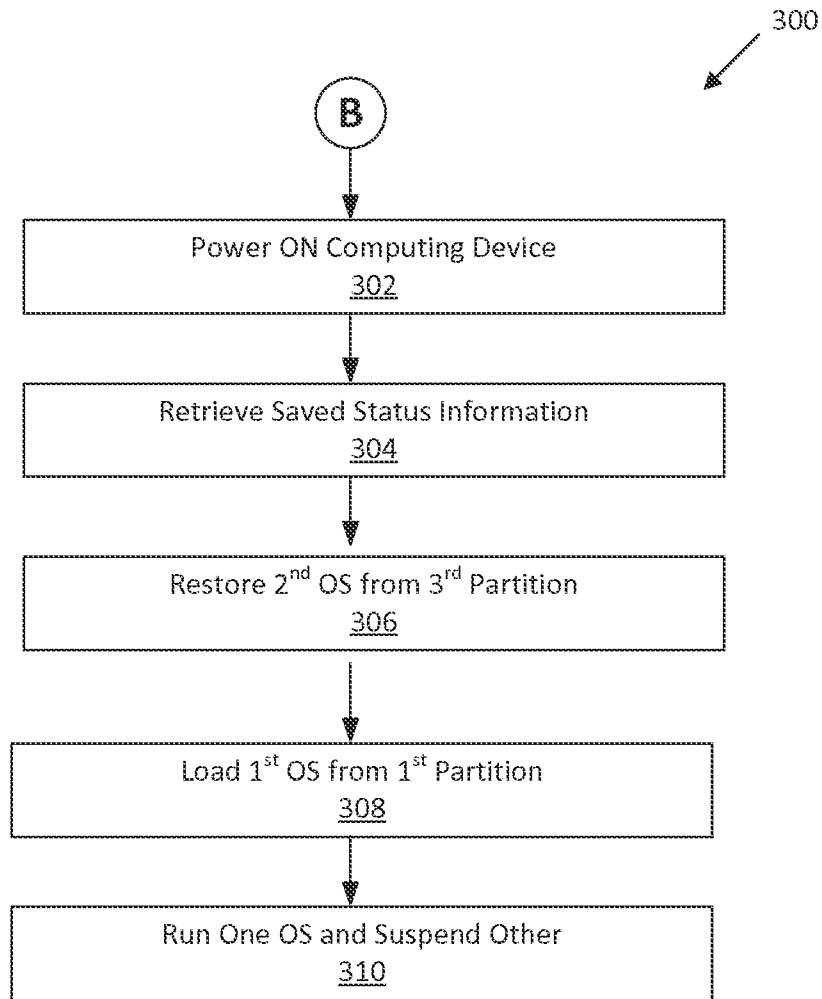 300
B
Power ON Computing Device
302
Retrieve Saved Status Information
304
Restore 2nd OS from 3rd Partition
306
Load 1st OS from 1st Partition
308
Run One OS and Suspend Other
310